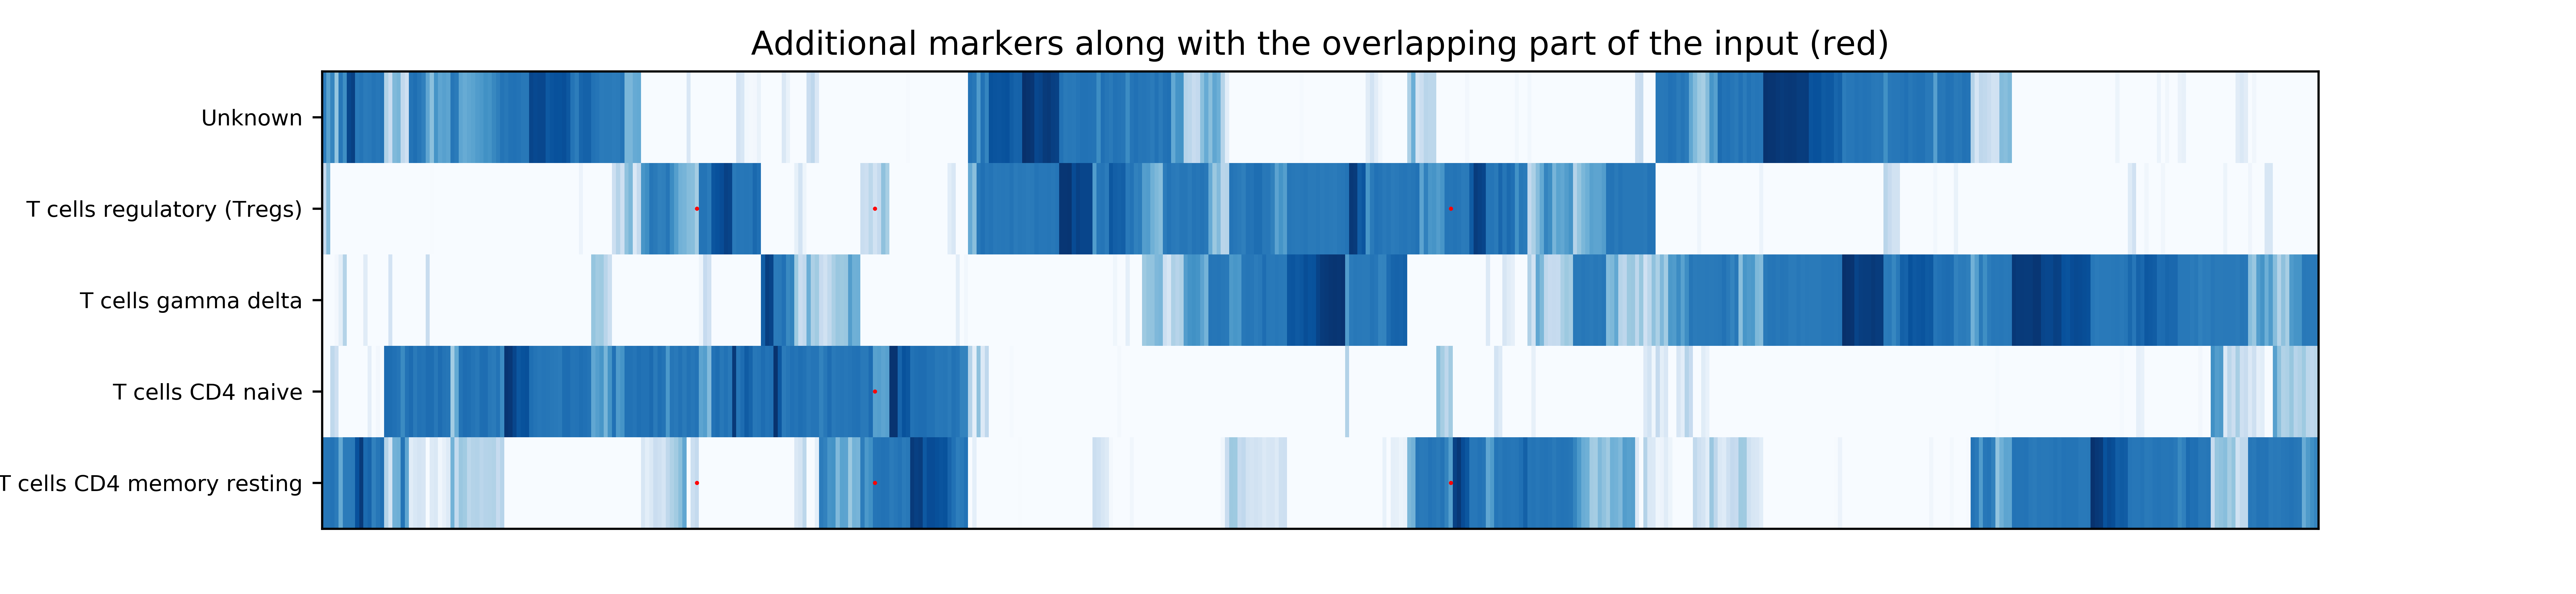 Additional markers along with the overlapping part of the input (red)
Unknown
T cells regulatory (Tregs)
T cells gamma delta
T cells CD4 naive
T cells CD4 memory resting